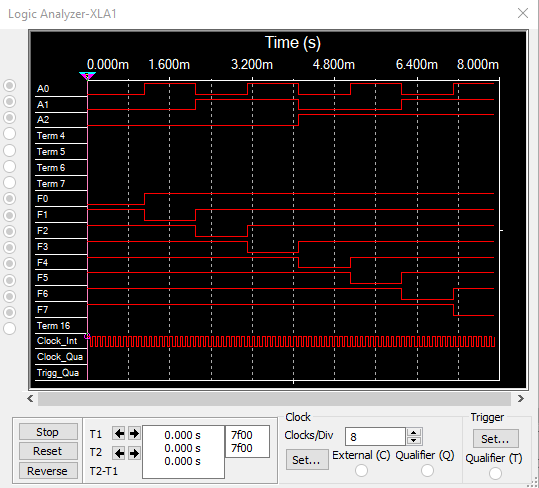 Logic Analyzer-XLA1
Time (s)
0.000m 1.600m 3.200m 4.800m 6.400m 8.000m
A0
A1
A2
Term 4
Term 5
Term 6
Term 7
F0
F1
F2
F3
F4
F5
F6
F7
Term 16
Clock_Int
Clock_Qua
Trigg_Qua
Stop
Reset
Reverse
T1
T2
T2-T1
0.000 s
0.000 s
0.000 s
7f00
7f00
Clock
Clocks/Div 8
Set... External (C) Qualifier (Q)
Trigger
Set...
Qualifier (T)